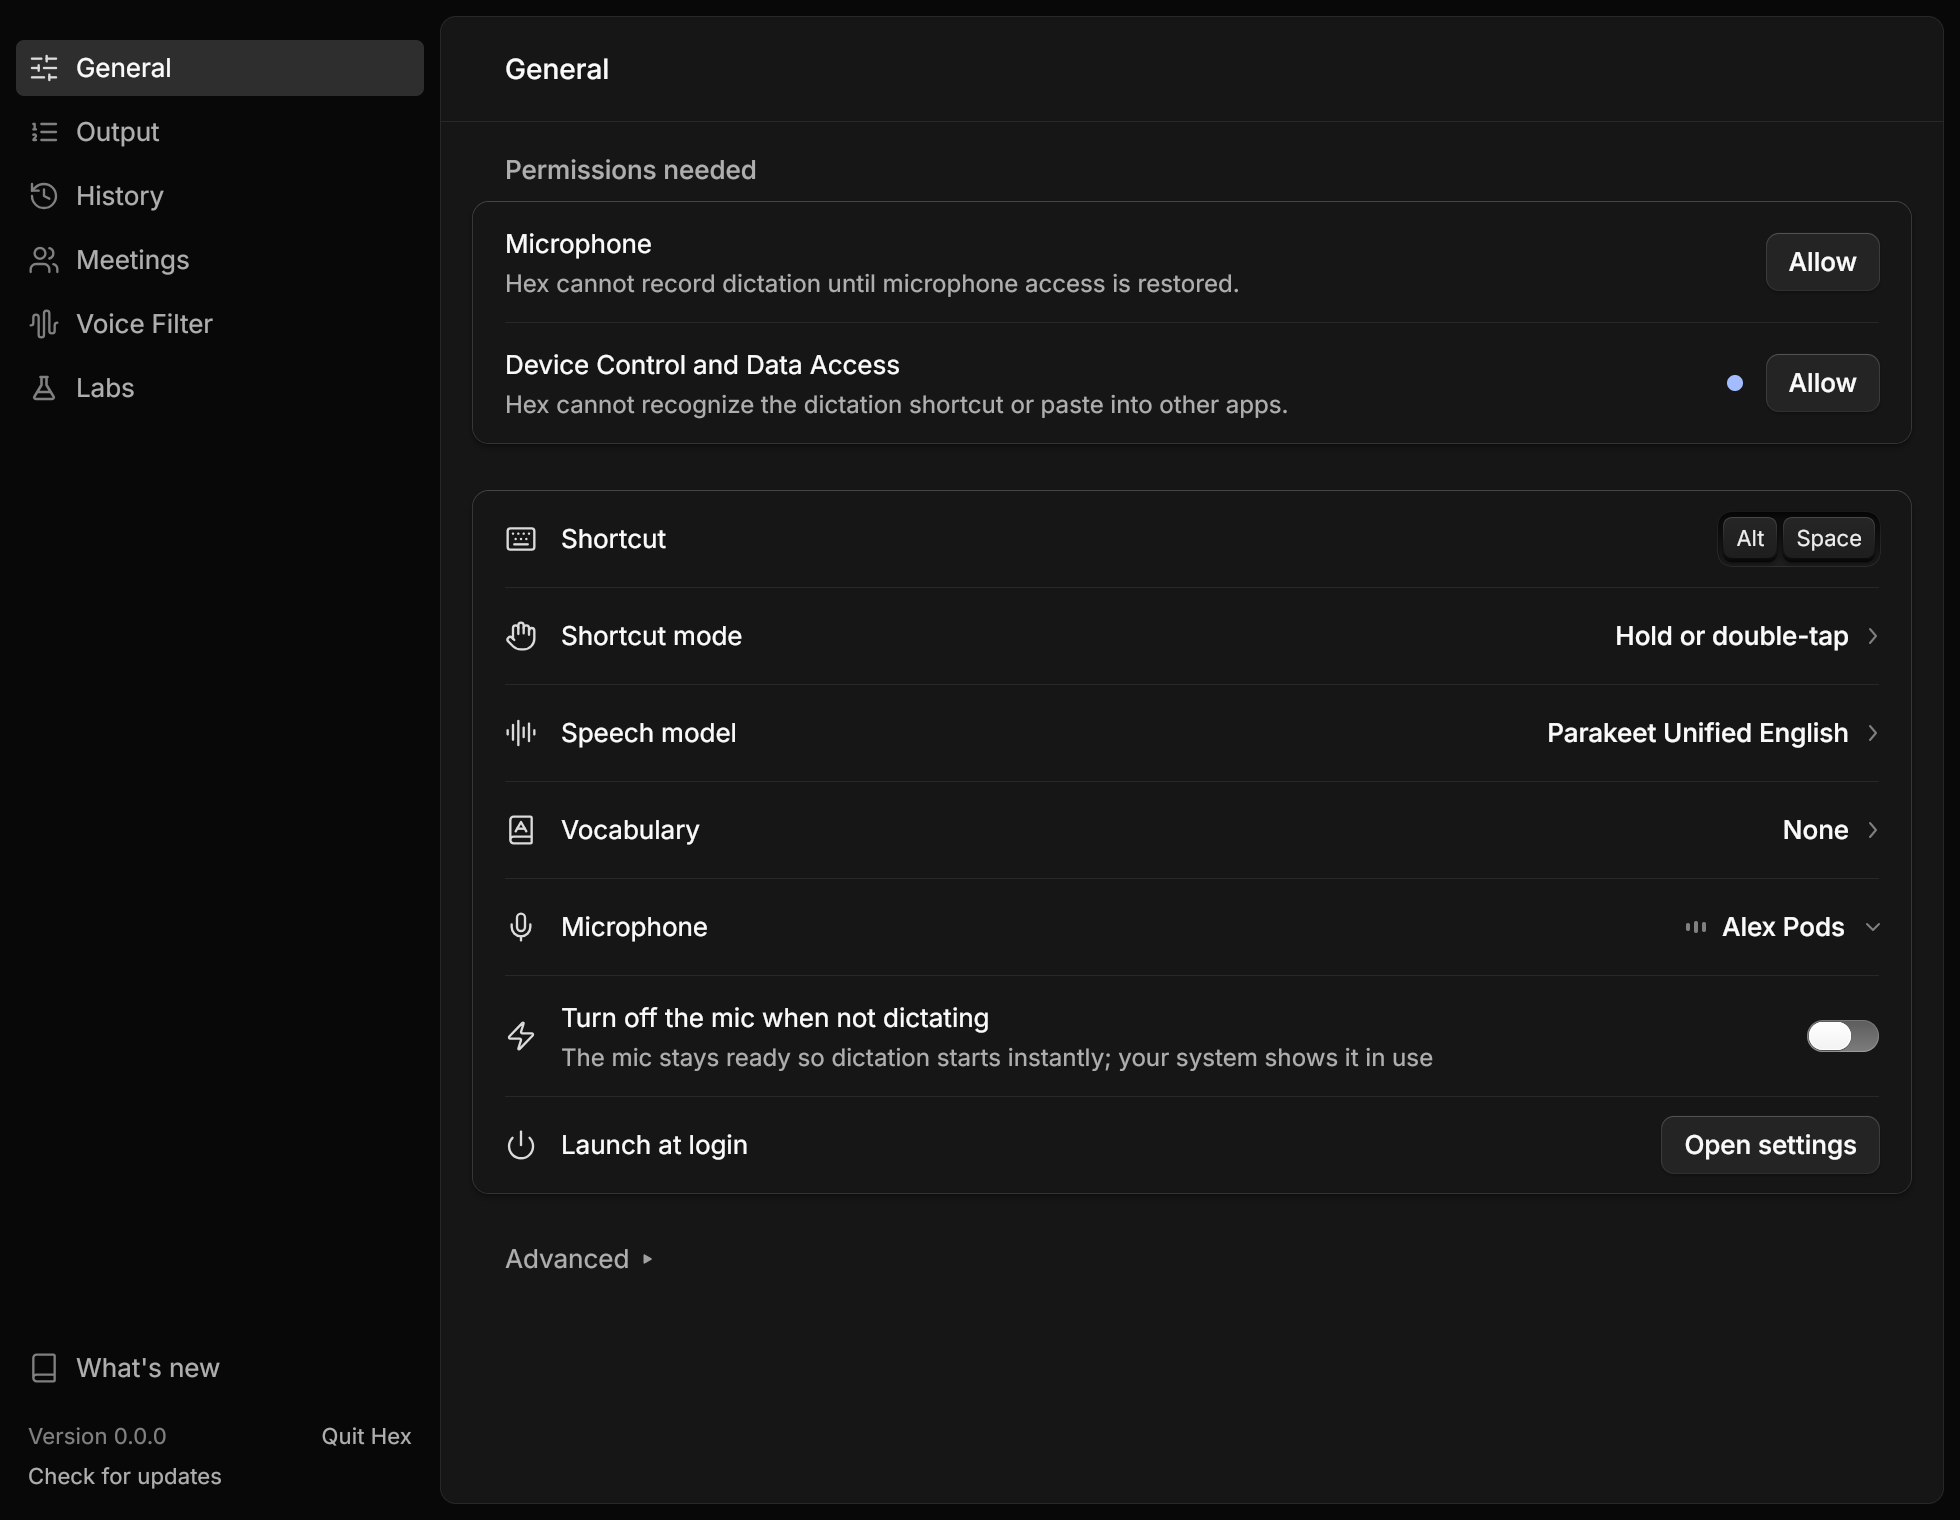 General
Output
History
Meetings
Voice Filter
Labs
What's new
Version 0.0.0
Quit Hex
Check for updates
General
Permissions needed
Microphone
Hex cannot record dictation until microphone access is restored.
Allow
Device Control and Data Access
Hex cannot recognize the dictation shortcut or paste into other apps.
Allow
Shortcut
Alt Space
Shortcut mode
Hold or double-tap
Speech model
Parakeet Unified English
Vocabulary
None
Microphone
Alex Pods
Turn off the mic when not dictating
The mic stays ready so dictation starts instantly; your system shows it in use
Launch at login
Open settings
Advanced